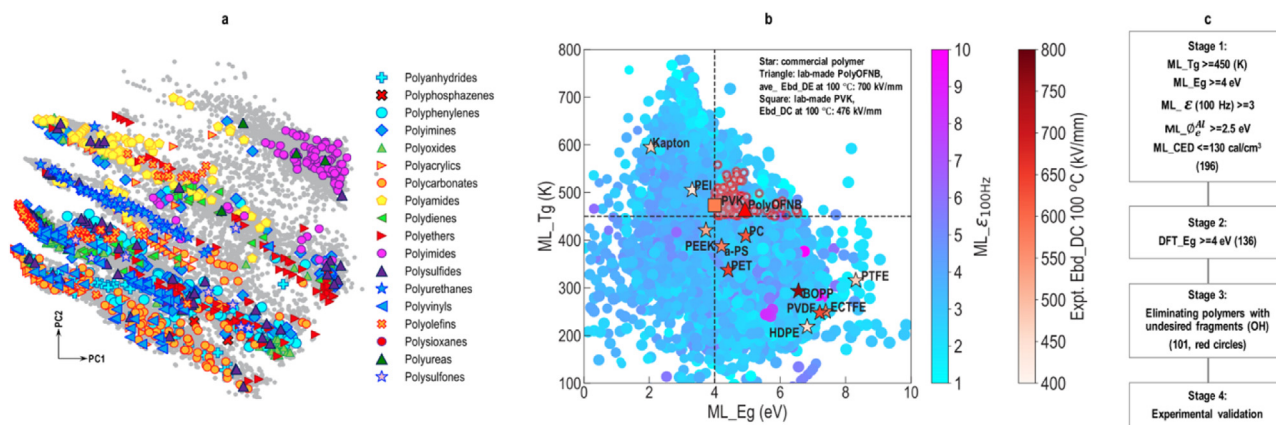 a
Polyanhydrides
Polyphosphazenes
Polyphenylenes
Polyimines
Polyoxides
Polyacrylics
Polycarbonates
Polyamides
Polydienes
Polyethers
Polyimides
Polysulfides
Polyurethanes
Polyvinyls
Polyolefins
Polysioxanes
Polyureas
Polysulfones
PC2
PC1
b
Star: commercial polymer
Triangle: lab-made PolyOFNB,
ave_ Ebd_DE at 100 °C: 700 kV/mm
Square: lab-made PVK,
Ebd_DC at 100 °C: 476 kV/mm
800
700
600
500
400
300
200
100
ML_Tg (K)
Kapton
PEI
PVK
PolyOFNB
PC
PEEK
a-PS
PET
PTFE
BOPP
PVDF
ECTFE
HDPE
0 2 4 6 8 10
ML_Eg (eV)
10
9
8
7
6
5
4
3
2
1
ML_ε100Hz
800
750
700
650
600
550
500
450
400
Expt. Ebd_DC 100 °C (kV/mm)
c
Stage 1:
ML_Tg >=450 (K)
ML_Eg >=4 eV
ML_ ε (100 Hz) >=3
ML_∅eAl >=2.5 eV
ML_CED <=130 cal/cm³
(196)
Stage 2:
DFT_Eg >=4 eV (136)
Stage 3:
Eliminating polymers with
undesired fragments (OH)
(101, red circles)
Stage 4:
Experimental validation